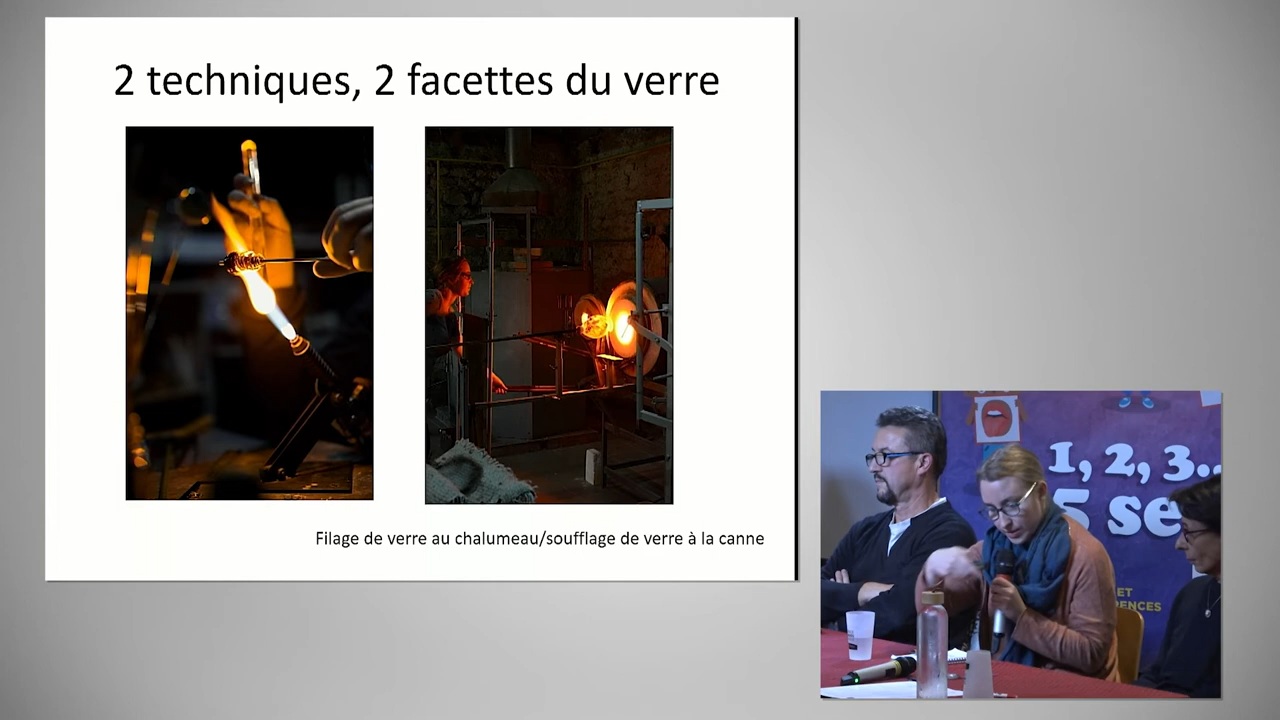 2 techniques, 2 facettes du verre
Filage de verre au chalumeau/soufflage de verre à la canne
1, 2, 3..
5 se
ET